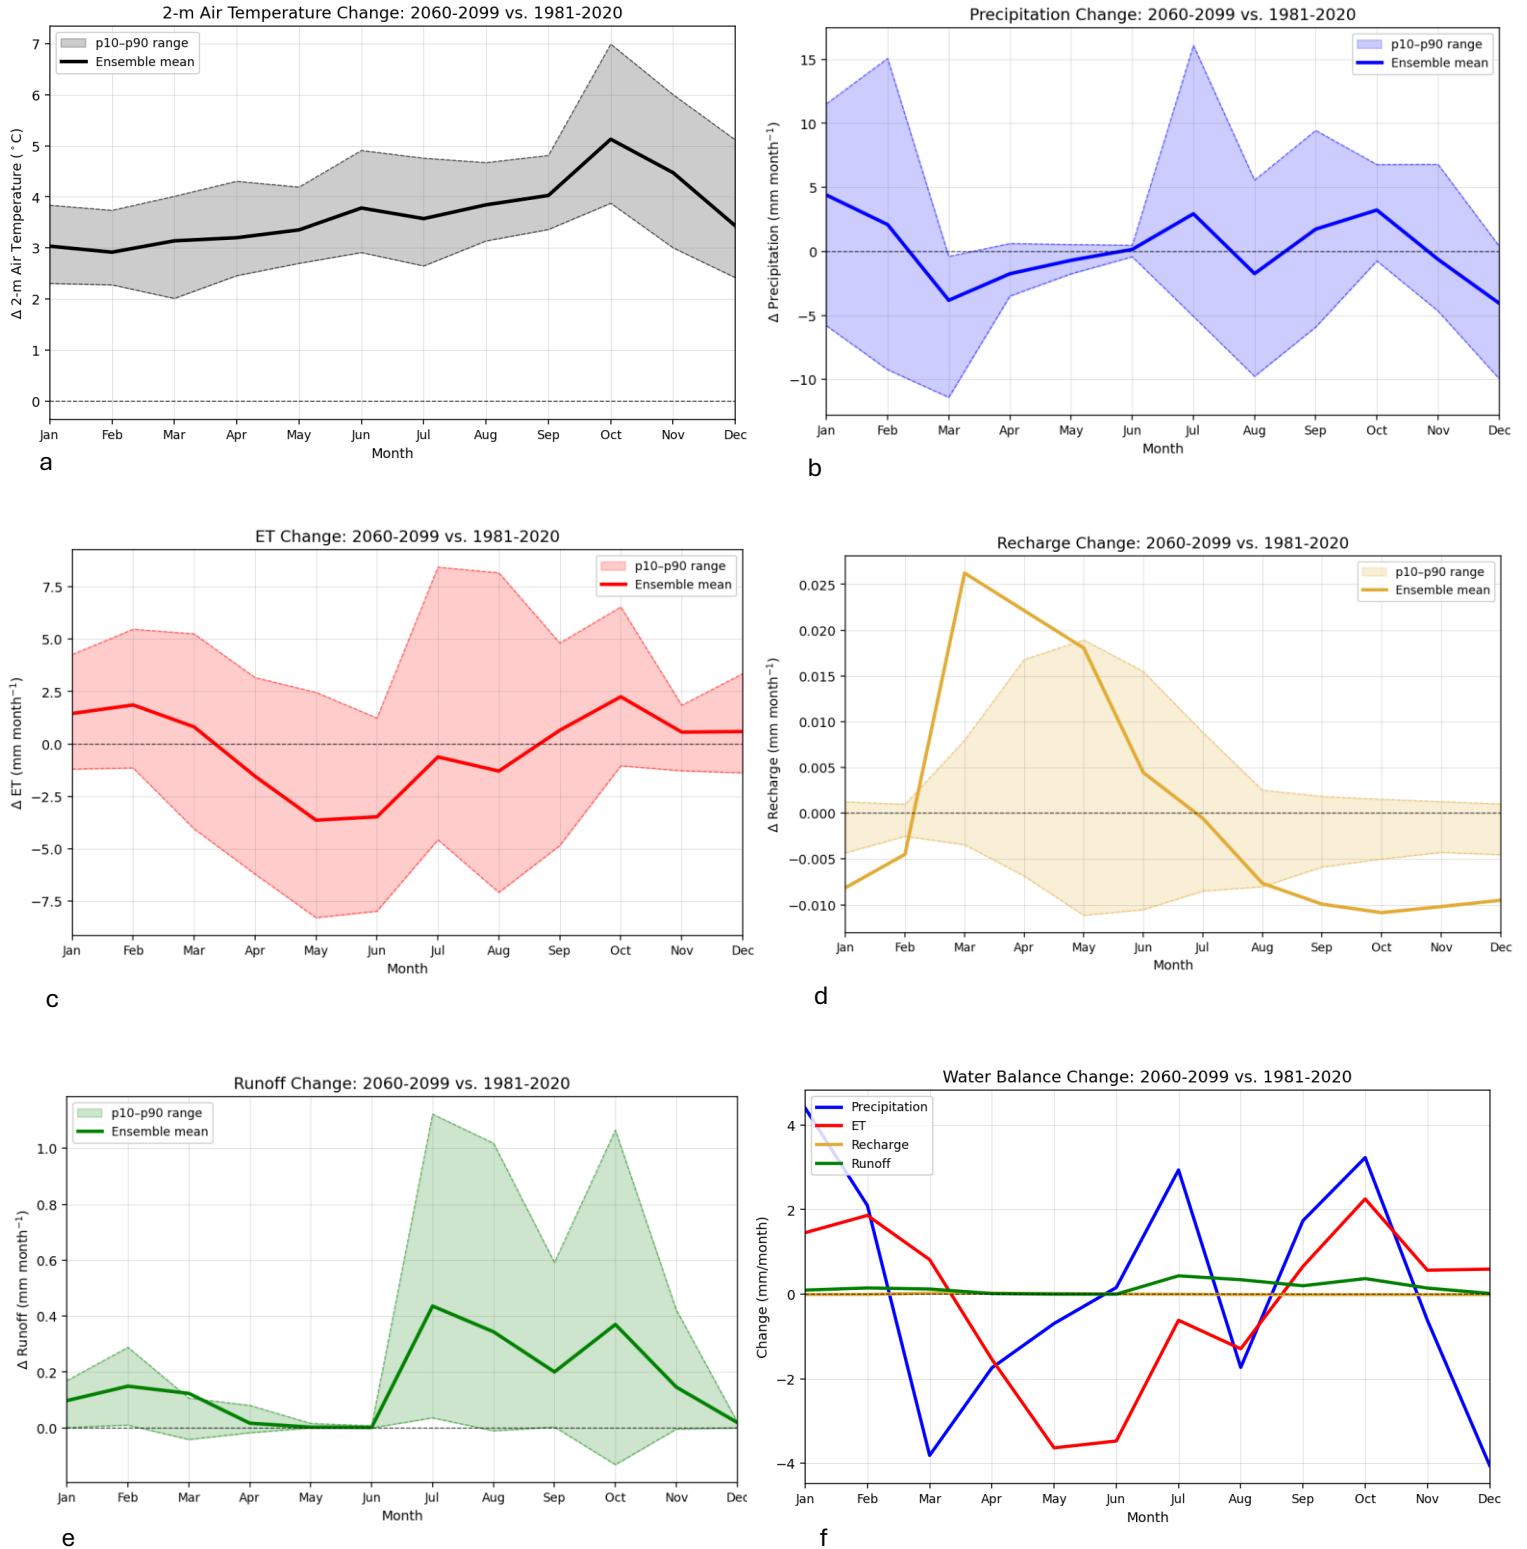 2-m Air Temperature Change: 2060-2099 vs. 1981-2020
p10–p90 range
Ensemble mean
Δ 2-m Air Temperature (°C)
7
6
5
4
3
2
1
0
Jan Feb Mar Apr May Jun Jul Aug Sep Oct Nov Dec
Month
a
Precipitation Change: 2060-2099 vs. 1981-2020
p10–p90 range
Ensemble mean
Δ Precipitation (mm month⁻¹)
15
10
5
0
−5
−10
Jan Feb Mar Apr May Jun Jul Aug Sep Oct Nov Dec
Month
b
ET Change: 2060-2099 vs. 1981-2020
p10–p90 range
Ensemble mean
Δ ET (mm month⁻¹)
7.5
5.0
2.5
0.0
−2.5
−5.0
−7.5
Jan Feb Mar Apr May Jun Jul Aug Sep Oct Nov Dec
Month
c
Recharge Change: 2060-2099 vs. 1981-2020
p10–p90 range
Ensemble mean
Δ Recharge (mm month⁻¹)
0.025
0.020
0.015
0.010
0.005
0.000
−0.005
−0.010
Jan Feb Mar Apr May Jun Jul Aug Sep Oct Nov Dec
Month
d
Runoff Change: 2060-2099 vs. 1981-2020
p10–p90 range
Ensemble mean
Δ Runoff (mm month⁻¹)
1.0
0.8
0.6
0.4
0.2
0.0
Jan Feb Mar Apr May Jun Jul Aug Sep Oct Nov Dec
Month
e
Water Balance Change: 2060-2099 vs. 1981-2020
Precipitation
ET
Recharge
Runoff
Change (mm/month)
4
2
0
−2
−4
Jan Feb Mar Apr May Jun Jul Aug Sep Oct Nov Dec
Month
f